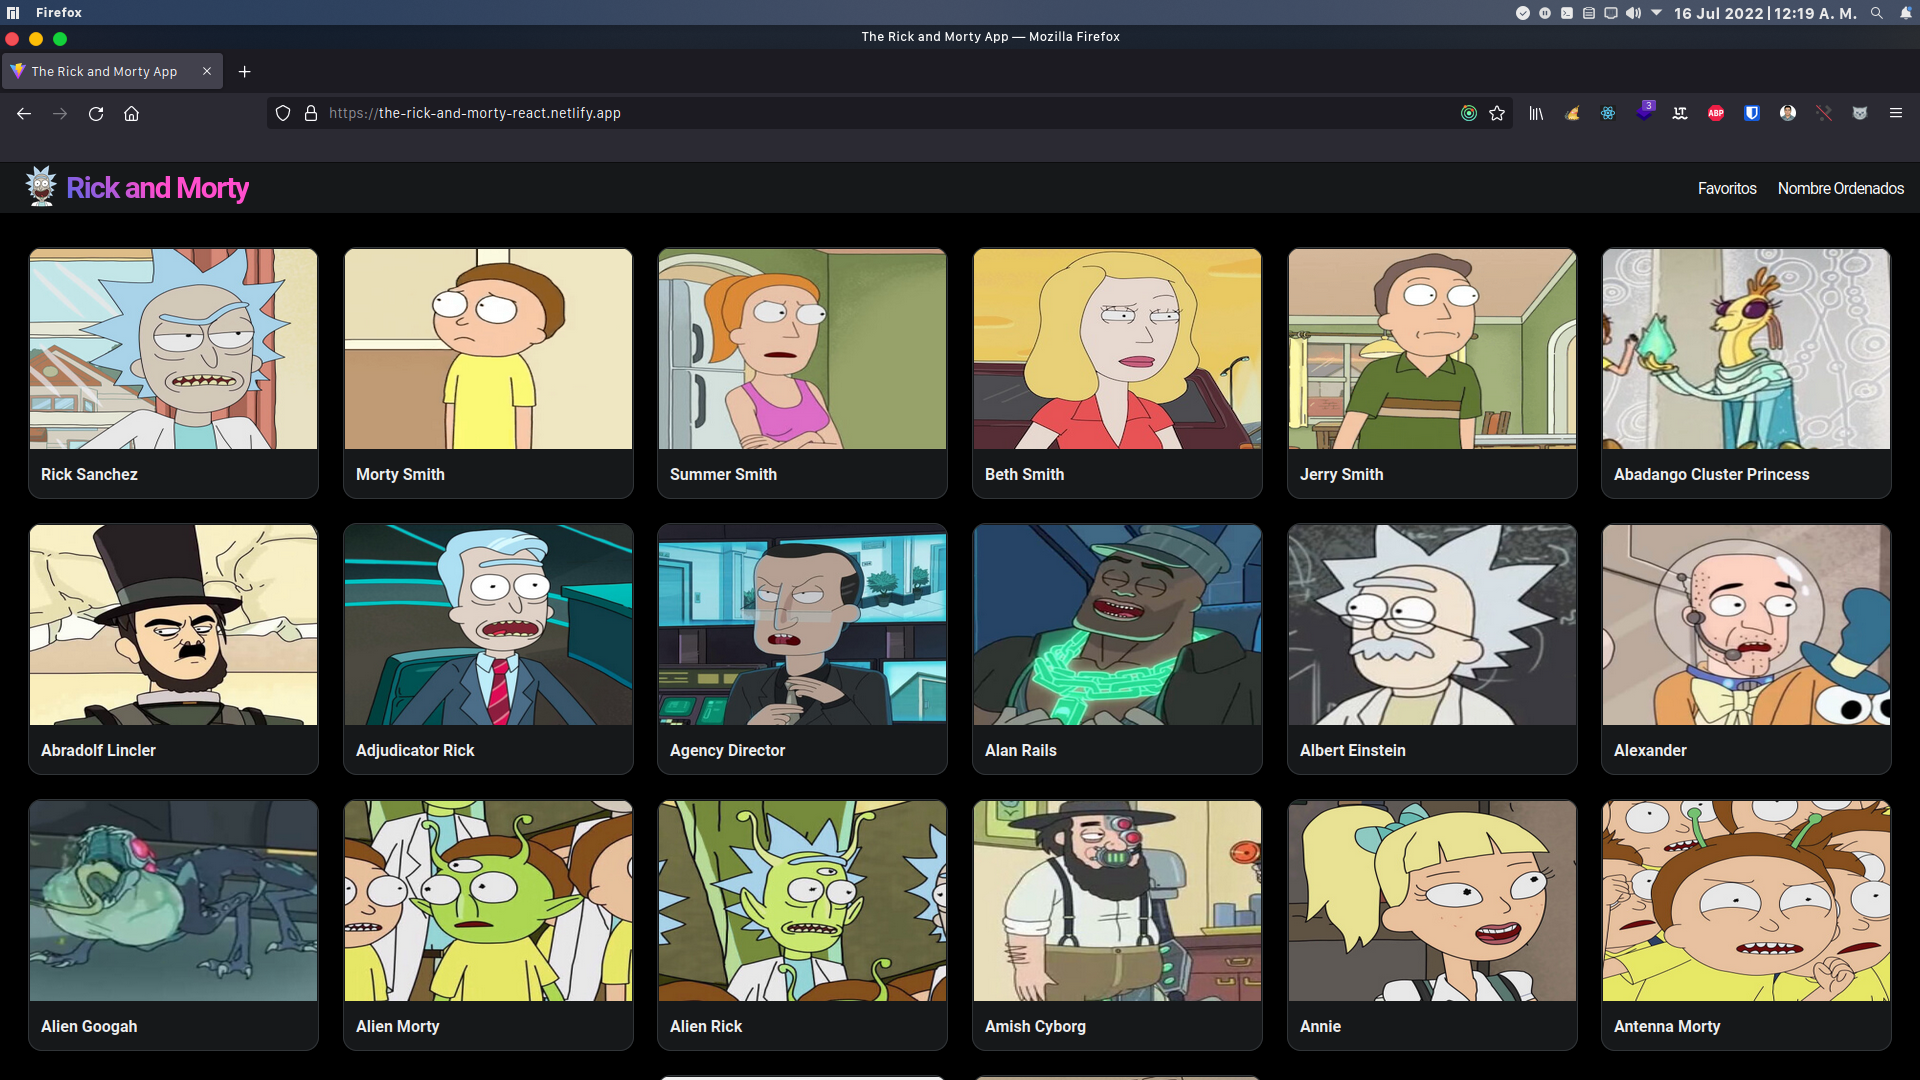 Firefox
16 Jul 2022 | 12:19 A. M.
The Rick and Morty App — Mozilla Firefox
The Rick and Morty App
https://the-rick-and-morty-react.netlify.app
3
LT
ABP
Rick and Morty
Favoritos
Nombre Ordenados
Rick Sanchez
Morty Smith
Summer Smith
Beth Smith
Jerry Smith
Abadango Cluster Princess
Abradolf Lincler
Adjudicator Rick
Agency Director
Alan Rails
Albert Einstein
Alexander
Alien Googah
Alien Morty
Alien Rick
Amish Cyborg
Annie
Antenna Morty